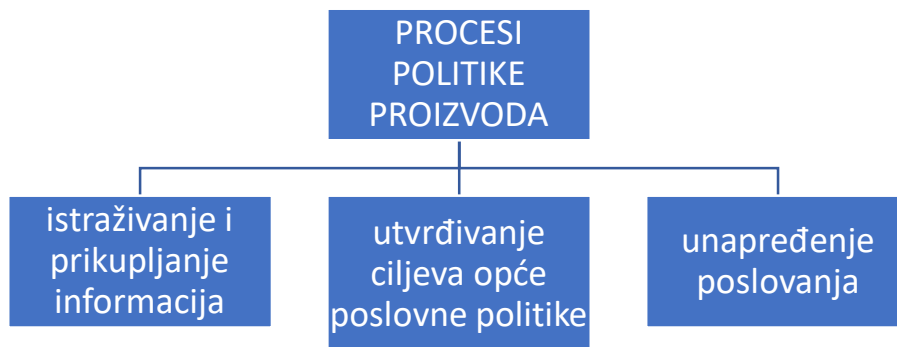 PROCESI
POLITIKE
PROIZVODA
istraživanje i
prikupljanje
informacija
utvrđivanje
ciljeva opće
poslovne politike
unapređenje
poslovanja